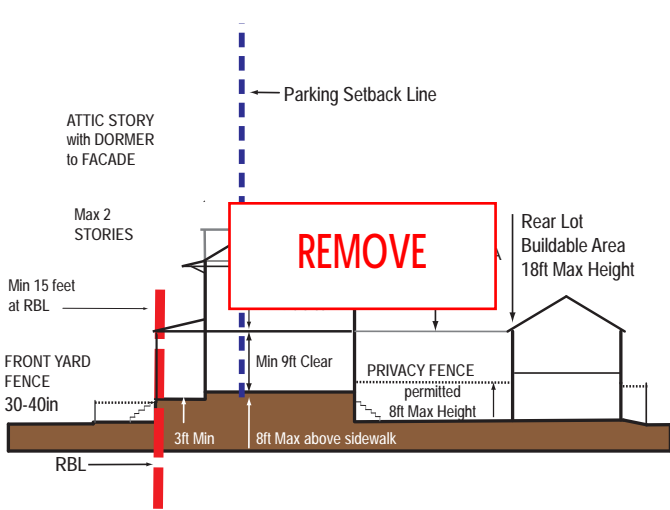 Parking Setback Line
ATTIC STORY
with DORMER
to FACADE
Max 2
STORIES
REMOVE
Rear Lot
Buildable Area
18ft Max Height
Min 15 feet
at RBL
FRONT YARD
FENCE
30-40in
Min 9ft Clear
PRIVACY FENCE
permitted
8ft Max Height
3ft Min
8ft Max above sidewalk
RBL